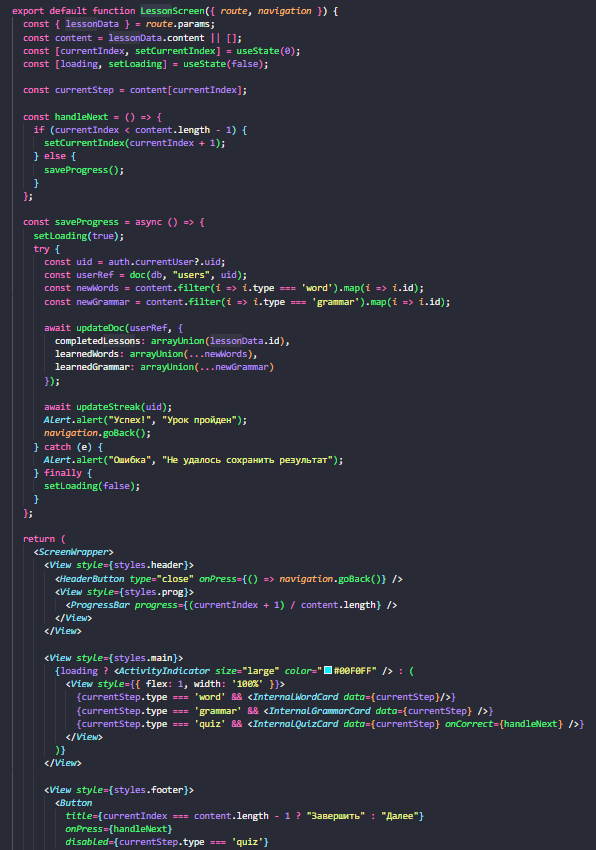 export default function LessonScreen({ route, navigation }) {
const { lessonData } = route.params;
const content = lessonData.content || [];
const [currentIndex, setCurrentIndex] = useState(0);
const [loading, setLoading] = useState(false);
const currentStep = content[currentIndex];
const handleNext = () => {
if (currentIndex < content.length - 1) {
setCurrentIndex(currentIndex + 1);
} else {
saveProgress();
}
};
const saveProgress = async () => {
setLoading(true);
try {
const uid = auth.currentUser?.uid;
const userRef = doc(db, "users", uid);
const newWords = content.filter(i => i.type === 'word').map(i => i.id);
const newGrammar = content.filter(i => i.type === 'grammar').map(i => i.id);
await updateDoc(userRef, {
completedLessons: arrayUnion(lessonData.id),
learnedWords: arrayUnion(...newWords),
learnedGrammar: arrayUnion(...newGrammar)
});
await updateStreak(uid);
Alert.alert("Успех!", "Урок пройден");
navigation.goBack();
} catch (e) {
Alert.alert("Ошибка", "Не удалось сохранить результат");
} finally {
setLoading(false);
}
};
return (
<ScreenWrapper>
<View style={styles.header}>
<HeaderButton type="close" onPress={() => navigation.goBack()} />
<View style={styles.prog}>
<ProgressBar progress={(currentIndex + 1) / content.length} />
</View>
</View>
<View style={styles.main}>
{loading ? <ActivityIndicator size="large" color="#00F0FF" /> : (
<View style={{ flex: 1, width: '100%' }}>
{currentStep.type === 'word' && <InternalWordCard data={currentStep}/>}
{currentStep.type === 'grammar' && <InternalGrammarCard data={currentStep} />}
{currentStep.type === 'quiz' && <InternalQuizCard data={currentStep} onCorrect={handleNext} />}
</View>
)}
</View>
<View style={styles.footer}>
<Button
title={currentIndex === content.length - 1 ? "Завершить" : "Далее"}
onPress={handleNext}
disabled={currentStep.type === 'quiz'}